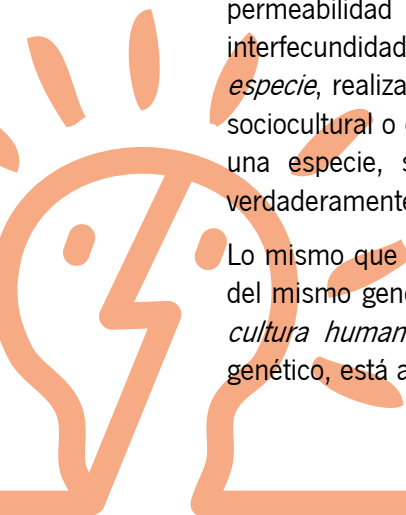 permeabilidad
interfecundidad
especie, realiza
sociocultural o
una especie, s
verdaderamente
Lo mismo que
del mismo gen
cultura human
genético, está a